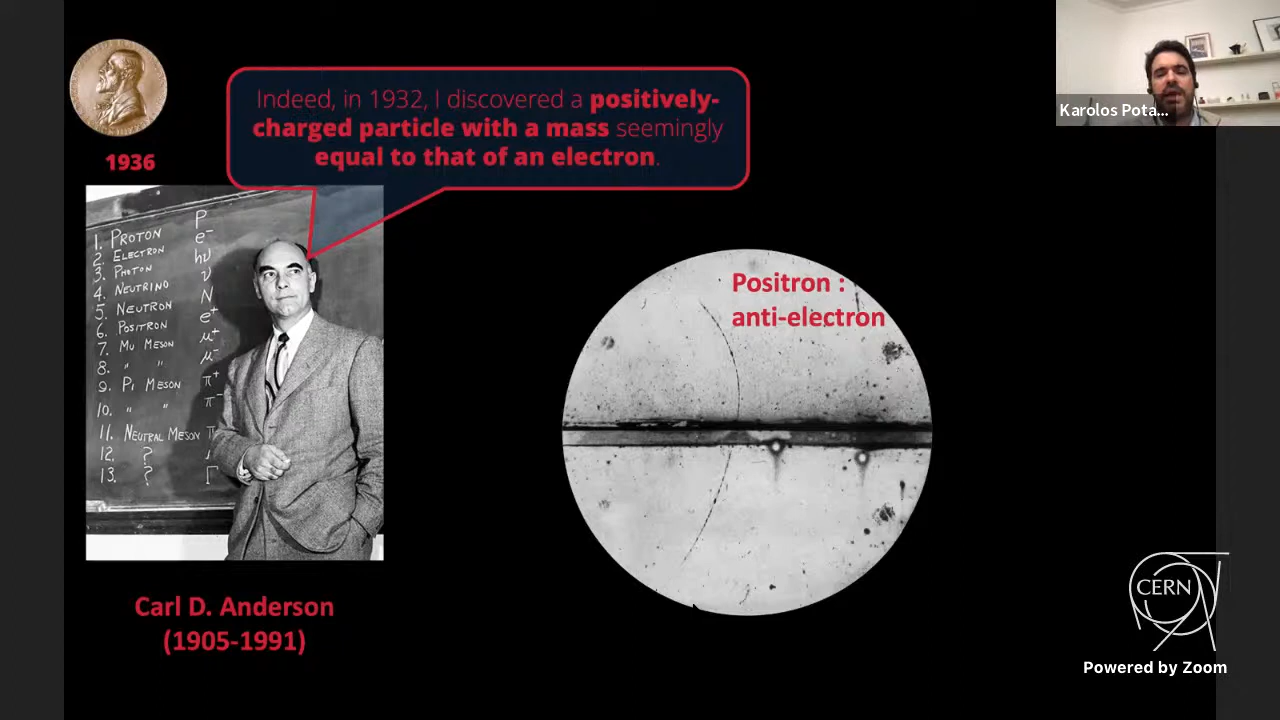 Indeed, in 1932, I discovered a positively-
charged particle with a mass seemingly
equal to that of an electron.
Karolos Pota...
1936
P
1. PROTON e⁻
2. ELECTRON hν
3. PHOTON ν
4. NEUTRINO N
5. NEUTRON e⁺
6. POSITRON μ⁺
7. MU MESON μ⁻
8. " " π⁺
9. PI MESON π⁻
10. " "
11. NEUTRAL MESON
12. ?
13. ?
Positron :
anti-electron
Carl D. Anderson
(1905-1991)
CERN
Powered by Zoom